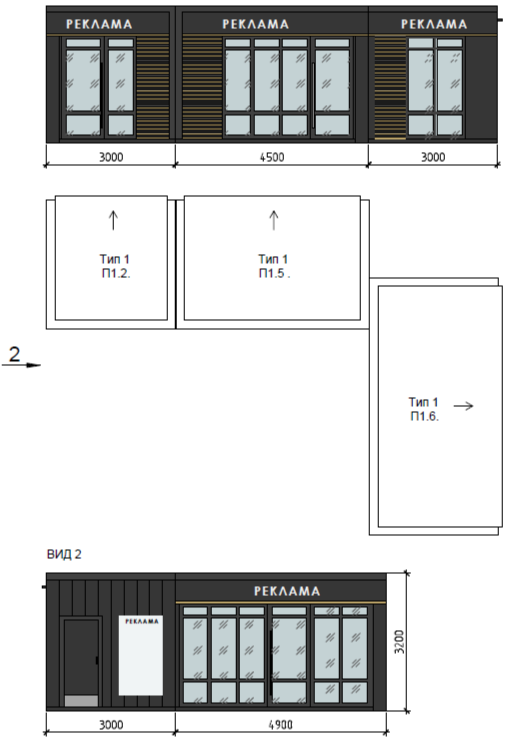 РЕКЛАМА РЕКЛАМА РЕКЛАМА
3000 4500 3000
Тип 1
П1.2.
Тип 1
П1.5 .
2
Тип 1
П1.6.
ВИД 2
РЕКЛАМА
РЕКЛАМА
3200
3000 4900